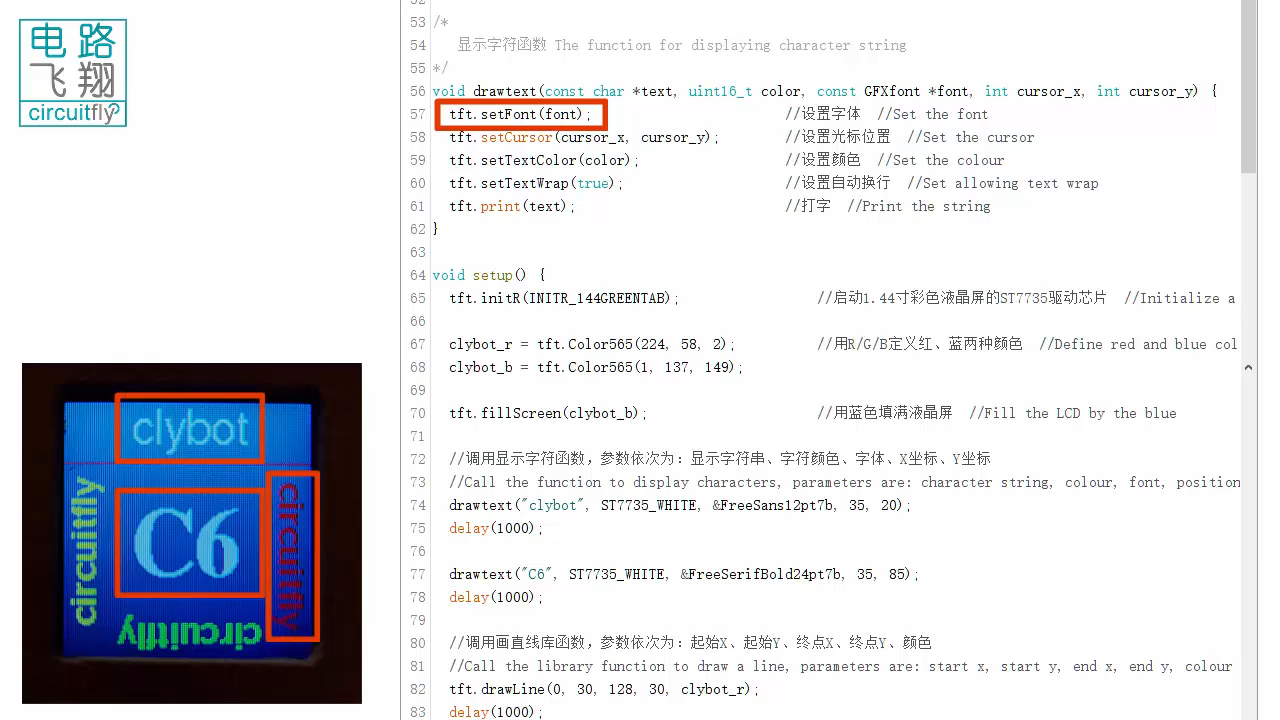 电路
飞翔
circuitfly
clybot
C6
circuitfly
circuitfly
circuitfly
53 /*
54 显示字符函数 The function for displaying character string
55 */
56 void drawtext(const char *text, uint16_t color, const GFXfont *font, int cursor_x, int cursor_y) {
57 tft.setFont(font); //设置字体 //Set the font
58 tft.setCursor(cursor_x, cursor_y); //设置光标位置 //Set the cursor
59 tft.setTextColor(color); //设置颜色 //Set the colour
60 tft.setTextWrap(true); //设置自动换行 //Set allowing text wrap
61 tft.print(text); //打字 //Print the string
62 }
63
64 void setup() {
65 tft.initR(INITR_144GREENTAB); //启动1.44寸彩色液晶屏的ST7735驱动芯片 //Initialize a
66
67 clybot_r = tft.Color565(224, 58, 2); //用R/G/B定义红、蓝两种颜色 //Define red and blue col
68 clybot_b = tft.Color565(1, 137, 149);
69
70 tft.fillScreen(clybot_b); //用蓝色填满液晶屏 //Fill the LCD by the blue
71
72 //调用显示字符函数，参数依次为：显示字符串、字符颜色、字体、X坐标、Y坐标
73 //Call the function to display characters, parameters are: character string, colour, font, position
74 drawtext("clybot", ST7735_WHITE, &FreeSans12pt7b, 35, 20);
75 delay(1000);
76
77 drawtext("C6", ST7735_WHITE, &FreeSerifBold24pt7b, 35, 85);
78 delay(1000);
79
80 //调用画直线库函数，参数依次为：起始X、起始Y、终点X、终点Y、颜色
81 //Call the library function to draw a line, parameters are: start x, start y, end x, end y, colour
82 tft.drawLine(0, 30, 128, 30, clybot_r);
83 delay(1000);